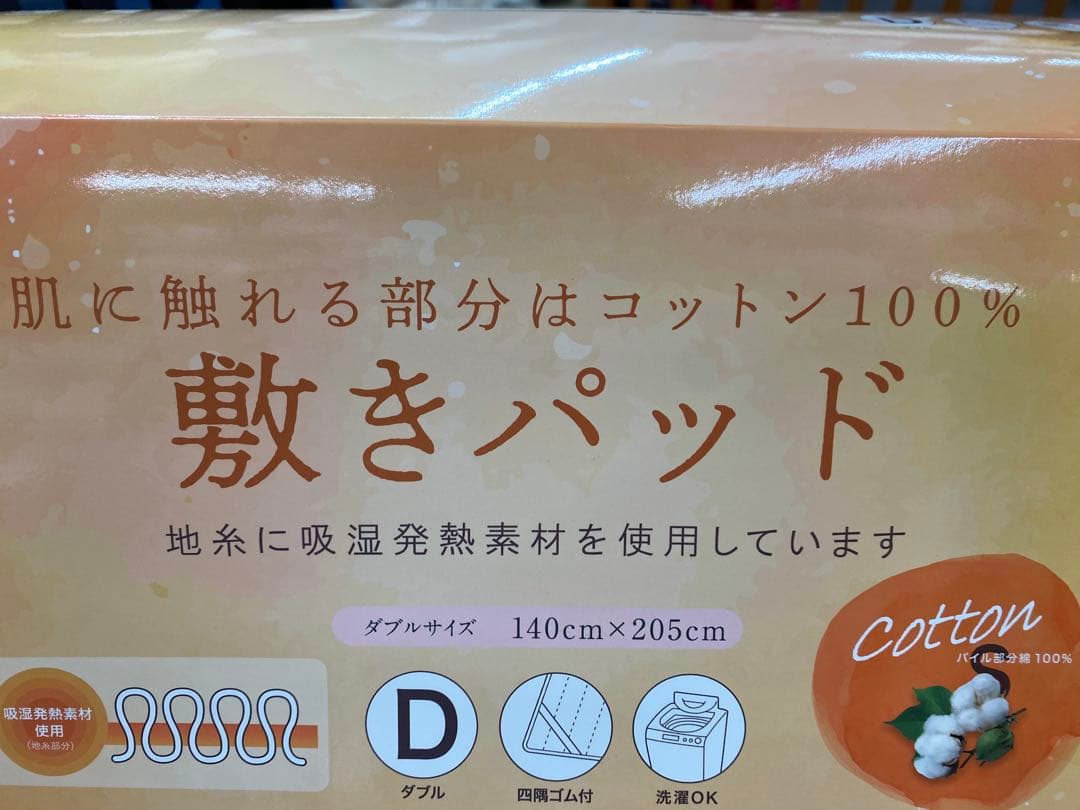 肌に触れる部分はコットン100%
敷きパッド
地糸に吸湿発熱素材を使用しています
ダブルサイズ 140cm×205cm
cotton
パイル部分綿100%
S
吸湿発熱素材
使用
(地糸部分)
D
ダブル
四隅ゴム付
洗濯OK